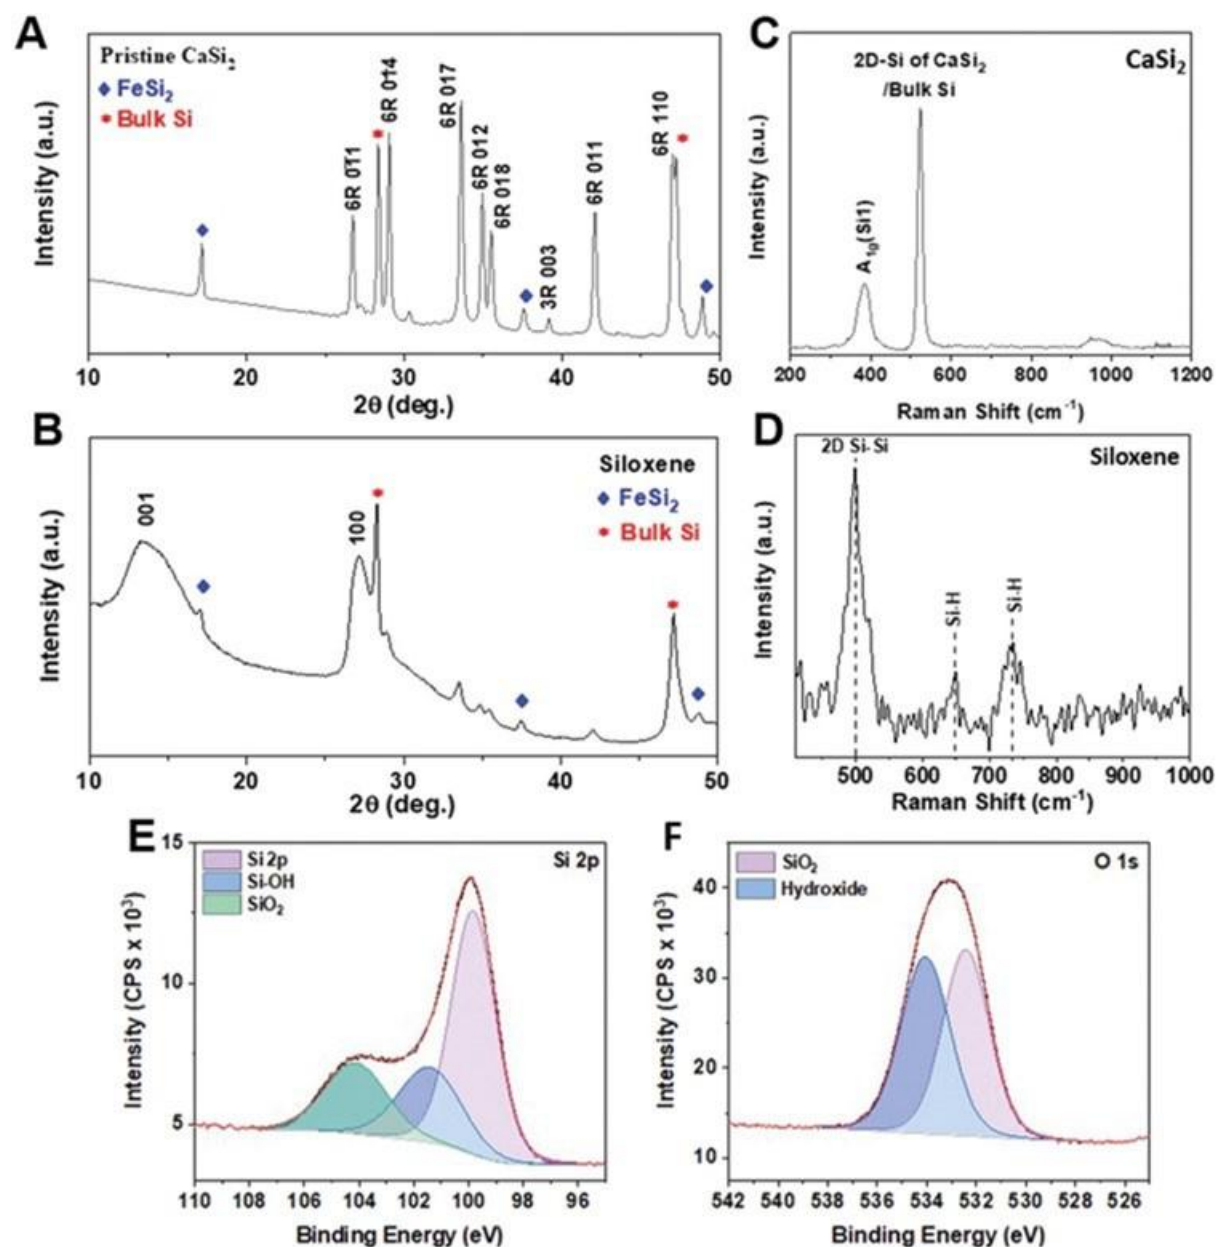 A
Pristine CaSi₂
FeSi₂
Bulk Si
6R 011
6R 014
6R 017
6R 012
6R 018
3R 003
6R 011
6R 110
Intensity (a.u.)
10 20 30 40 50
2θ (deg.)
C
CaSi₂
2D-Si of CaSi₂
/Bulk Si
A₁g(Si1)
Intensity (a.u.)
200 400 600 800 1000 1200
Raman Shift (cm⁻¹)
B
Siloxene
FeSi₂
Bulk Si
001
100
Intensity (a.u.)
10 20 30 40 50
2θ (deg.)
D
Siloxene
2D Si-Si
Si-H
Si-H
Intensity (a.u.)
500 600 700 800 900 1000
Raman Shift (cm⁻¹)
E
Si 2p
Si 2p
Si-OH
SiO₂
Intensity (CPS x 10³)
15
10
5
110 108 106 104 102 100 98 96
Binding Energy (eV)
F
O 1s
SiO₂
Hydroxide
Intensity (CPS x 10³)
40
30
20
10
542 540 538 536 534 532 530 528 526
Binding Energy (eV)